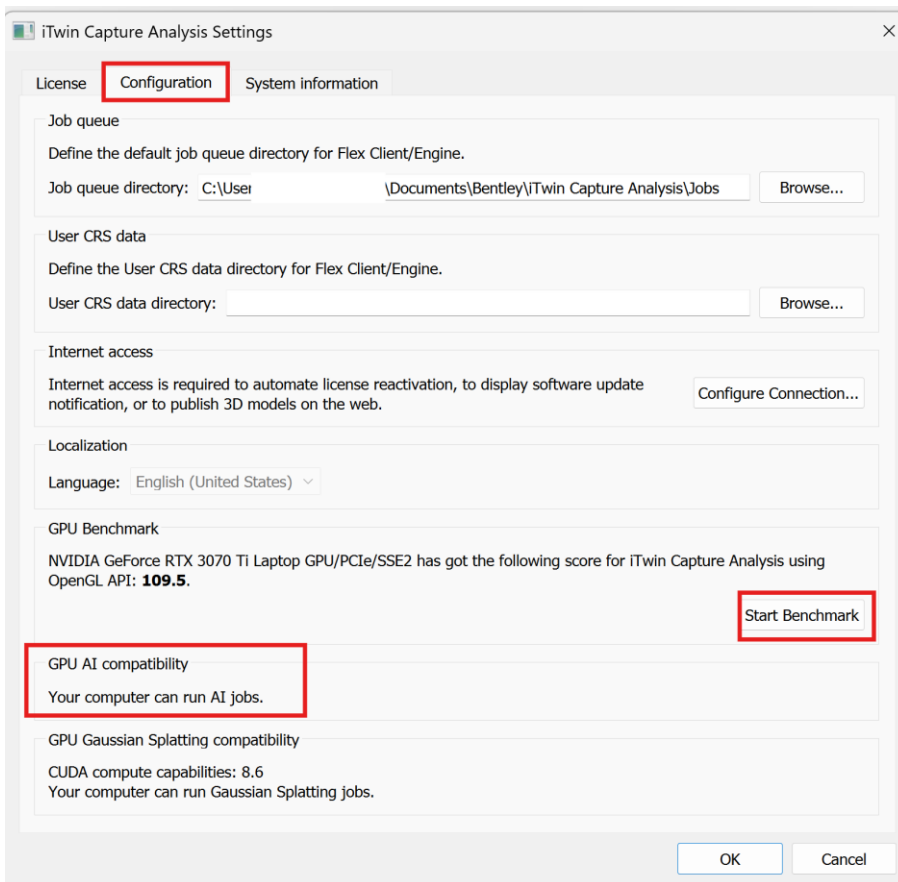 iTwin Capture Analysis Settings
License Configuration System information
Job queue
Define the default job queue directory for Flex Client/Engine.
Job queue directory: C:\User \Documents\Bentley\iTwin Capture Analysis\Jobs Browse...
User CRS data
Define the User CRS data directory for Flex Client/Engine.
User CRS data directory: Browse...
Internet access
Internet access is required to automate license reactivation, to display software update
notification, or to publish 3D models on the web.
Configure Connection...
Localization
Language: English (United States)
GPU Benchmark
NVIDIA GeForce RTX 3070 Ti Laptop GPU/PCIe/SSE2 has got the following score for iTwin Capture Analysis using
OpenGL API: 109.5.
Start Benchmark
GPU AI compatibility
Your computer can run AI jobs.
GPU Gaussian Splatting compatibility
CUDA compute capabilities: 8.6
Your computer can run Gaussian Splatting jobs.
OK Cancel